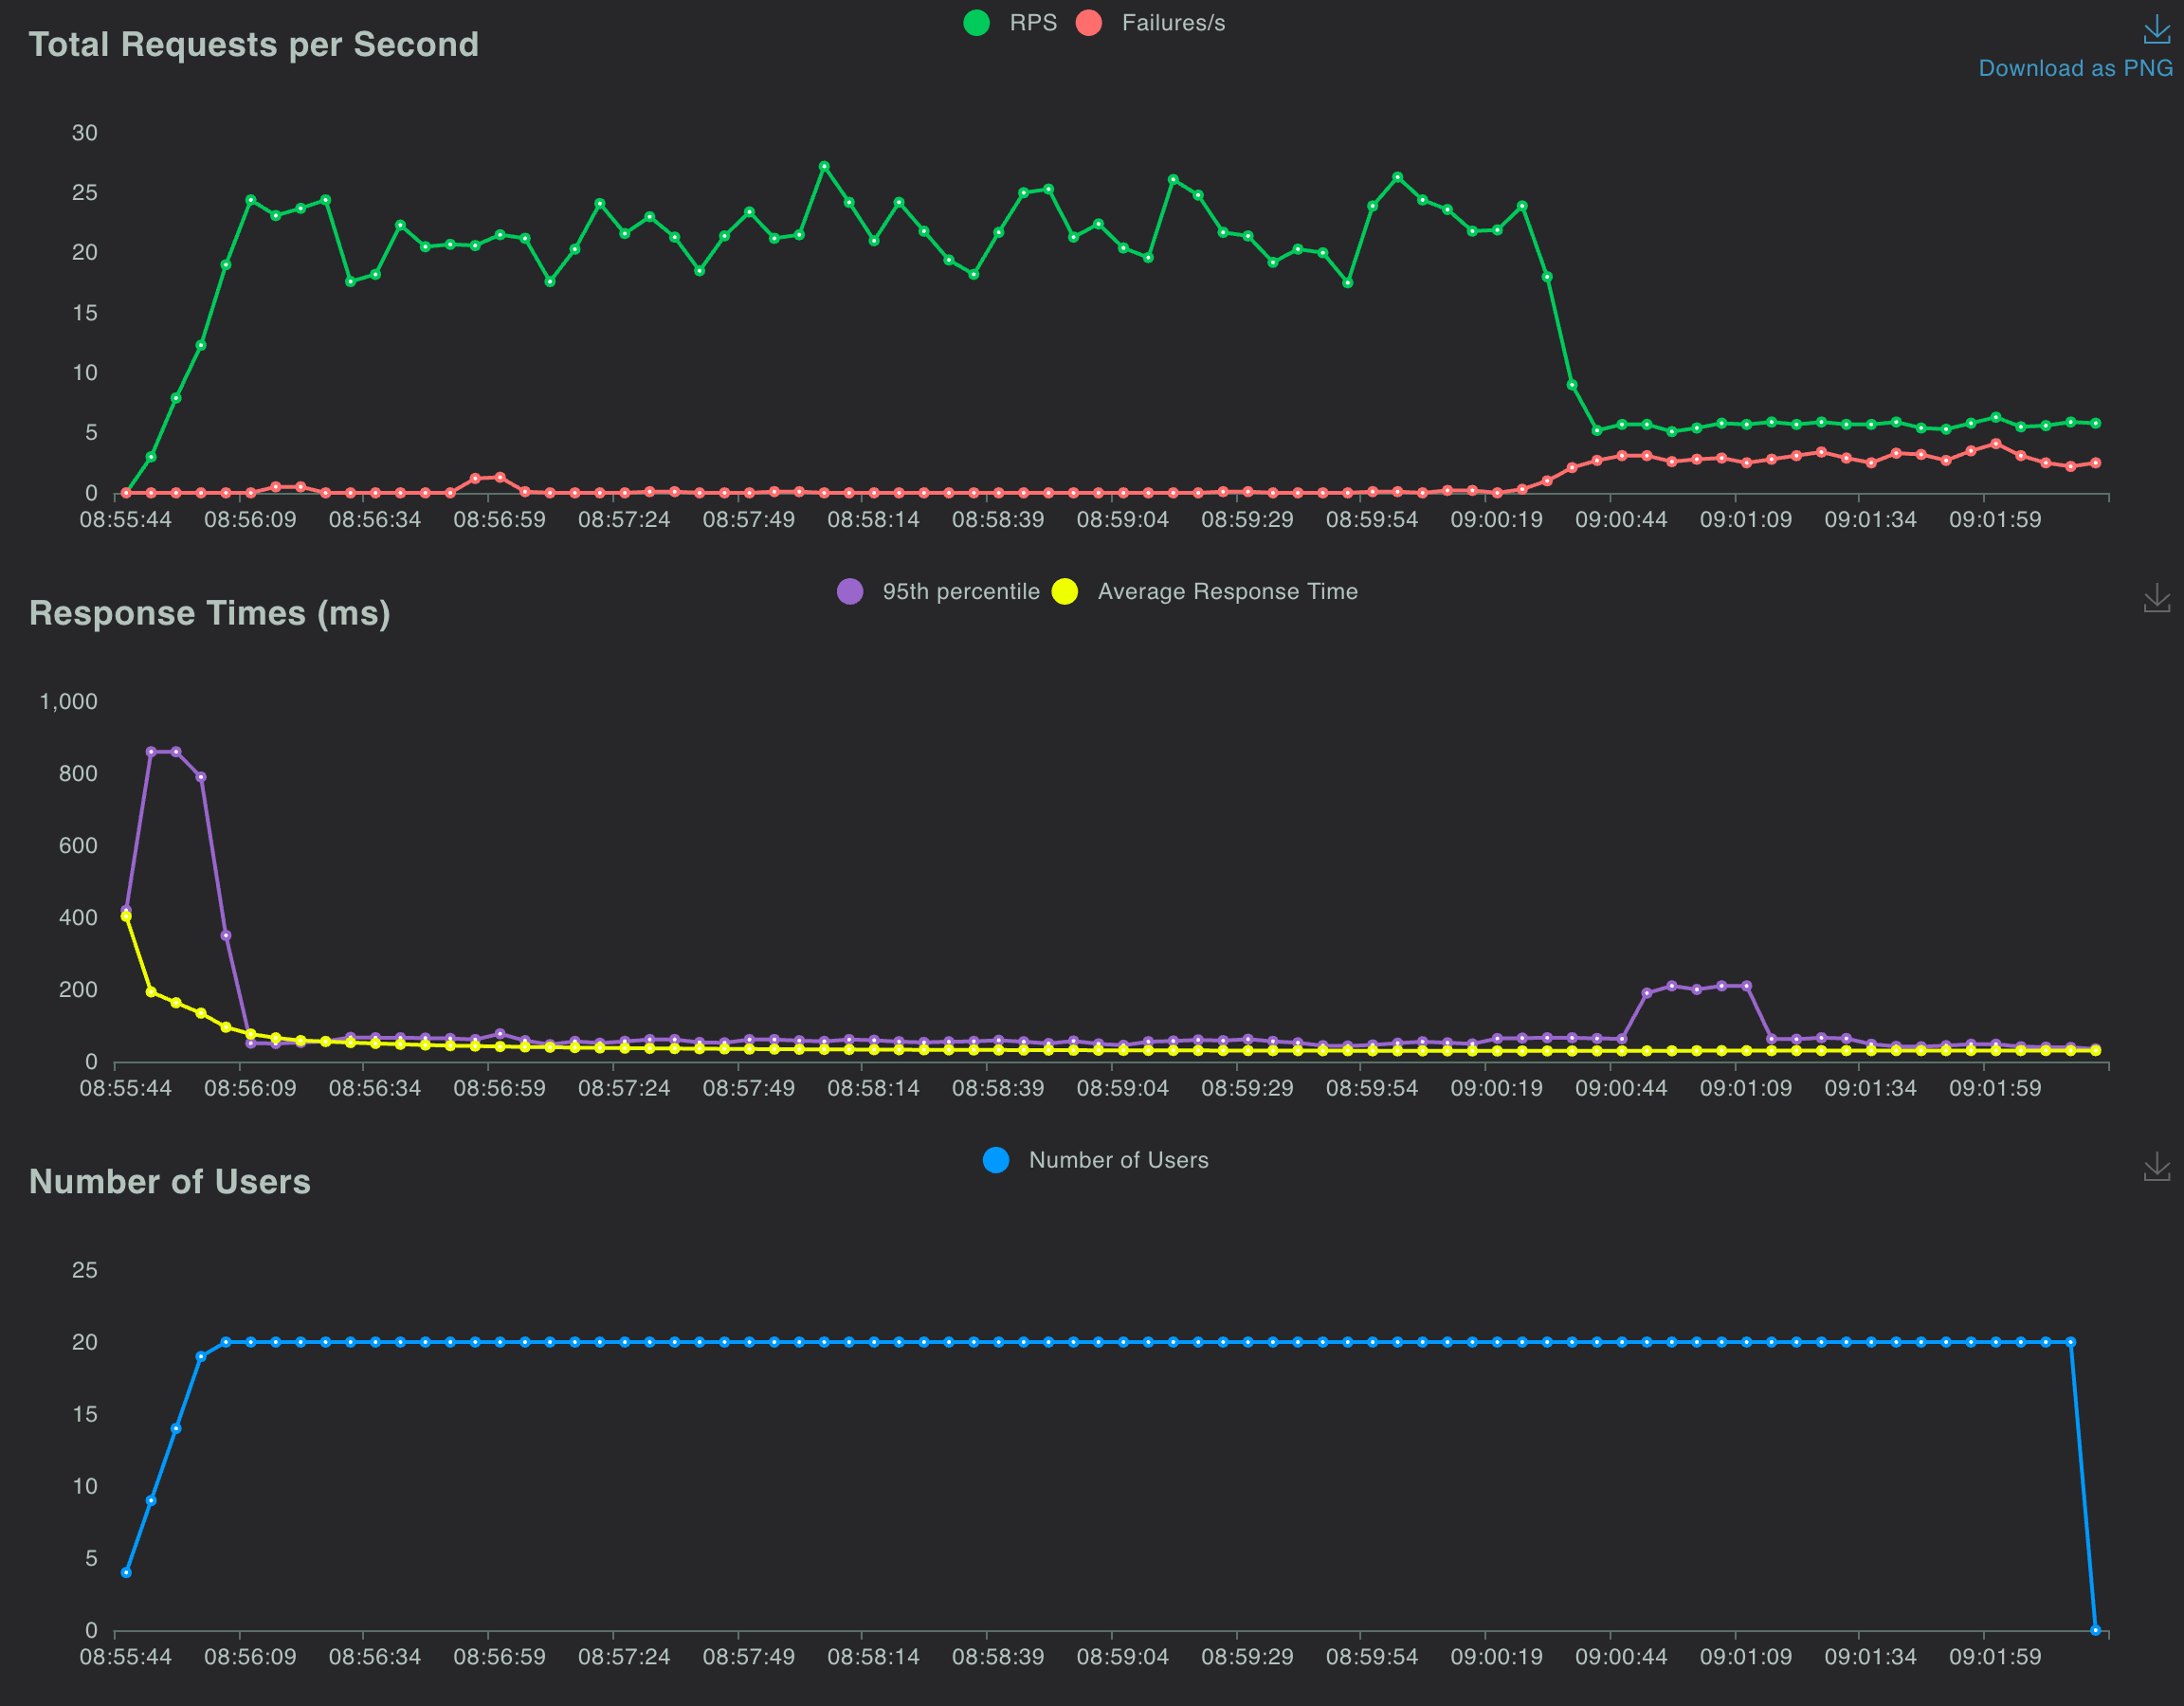 RPS Failures/s
Total Requests per Second
Download as PNG
30
25
20
15
10
5
0
08:55:44 08:56:09 08:56:34 08:56:59 08:57:24 08:57:49 08:58:14 08:58:39 08:59:04 08:59:29 08:59:54 09:00:19 09:00:44 09:01:09 09:01:34 09:01:59
95th percentile Average Response Time
Response Times (ms)
1,000
800
600
400
200
0
08:55:44 08:56:09 08:56:34 08:56:59 08:57:24 08:57:49 08:58:14 08:58:39 08:59:04 08:59:29 08:59:54 09:00:19 09:00:44 09:01:09 09:01:34 09:01:59
Number of Users
Number of Users
25
20
15
10
5
0
08:55:44 08:56:09 08:56:34 08:56:59 08:57:24 08:57:49 08:58:14 08:58:39 08:59:04 08:59:29 08:59:54 09:00:19 09:00:44 09:01:09 09:01:34 09:01:59